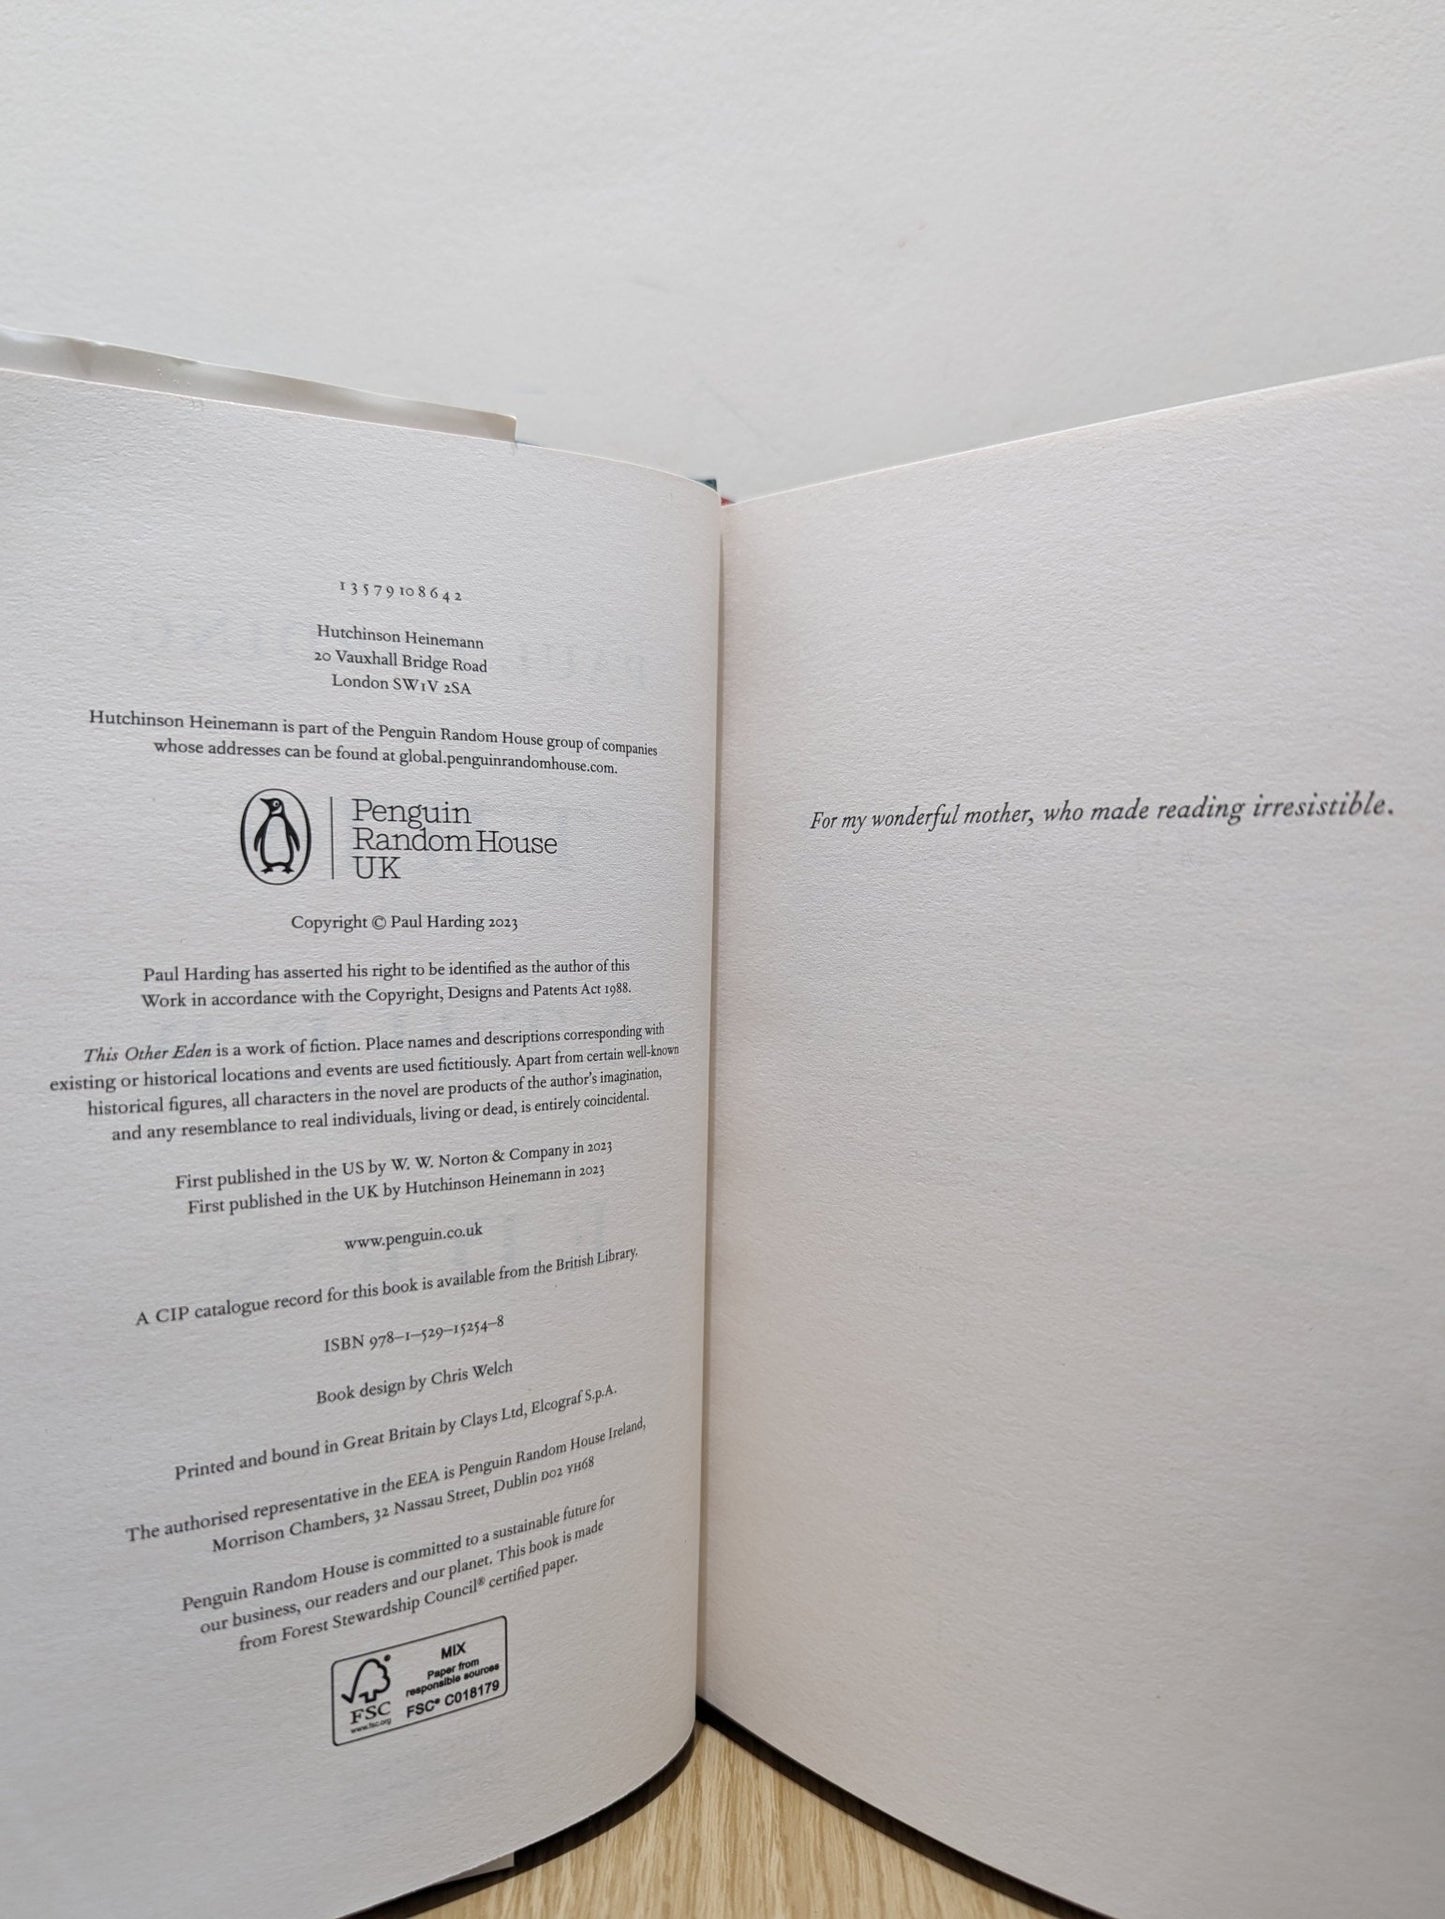 1 3 5 7 9 10 8 6 4 2
Hutchinson Heinemann
20 Vauxhall Bridge Road
London SW1V 2SA
Hutchinson Heinemann is part of the Penguin Random House group of companies
whose addresses can be found at global.penguinrandomhouse.com.
Penguin
Random House
UK
Copyright © Paul Harding 2023
Paul Harding has asserted his right to be identified as the author of this
Work in accordance with the Copyright, Designs and Patents Act 1988.
This Other Eden is a work of fiction. Place names and descriptions corresponding with
existing or historical locations and events are used fictitiously. Apart from certain well-known
historical figures, all characters in the novel are products of the author's imagination,
and any resemblance to real individuals, living or dead, is entirely coincidental.
First published in the US by W. W. Norton & Company in 2023
First published in the UK by Hutchinson Heinemann in 2023
www.penguin.co.uk
A CIP catalogue record for this book is available from the British Library.
ISBN 978–1–529–15254–8
Book design by Chris Welch
Printed and bound in Great Britain by Clays Ltd, Elcograf S.p.A.
The authorised representative in the EEA is Penguin Random House Ireland,
Morrison Chambers, 32 Nassau Street, Dublin D02 YH68
Penguin Random House is committed to a sustainable future for
our business, our readers and our planet. This book is made
from Forest Stewardship Council® certified paper.
FSC
www.fsc.org
MIX
Paper from
responsible sources
FSC® C018179
For my wonderful mother, who made reading irresistible.